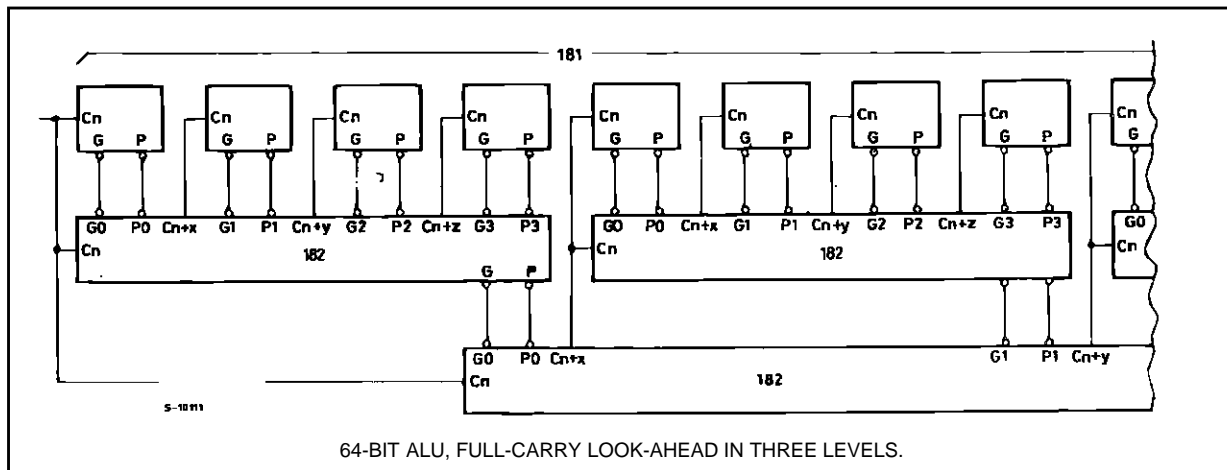 181
Cn Cn Cn Cn Cn Cn Cn Cn Cn
G P G P G P G P G P G P G P G P G
G0 P0 Cn+x G1 P1 Cn+y G2 P2 Cn+z G3 P3 G0 P0 Cn+x G1 P1 Cn+y G2 P2 Cn+z G3 P3 G0
Cn 182 182 Cn
G P
G0 P0 Cn+x G1 P1 Cn+y
Cn 182
S-10111
64-BIT ALU, FULL-CARRY LOOK-AHEAD IN THREE LEVELS.